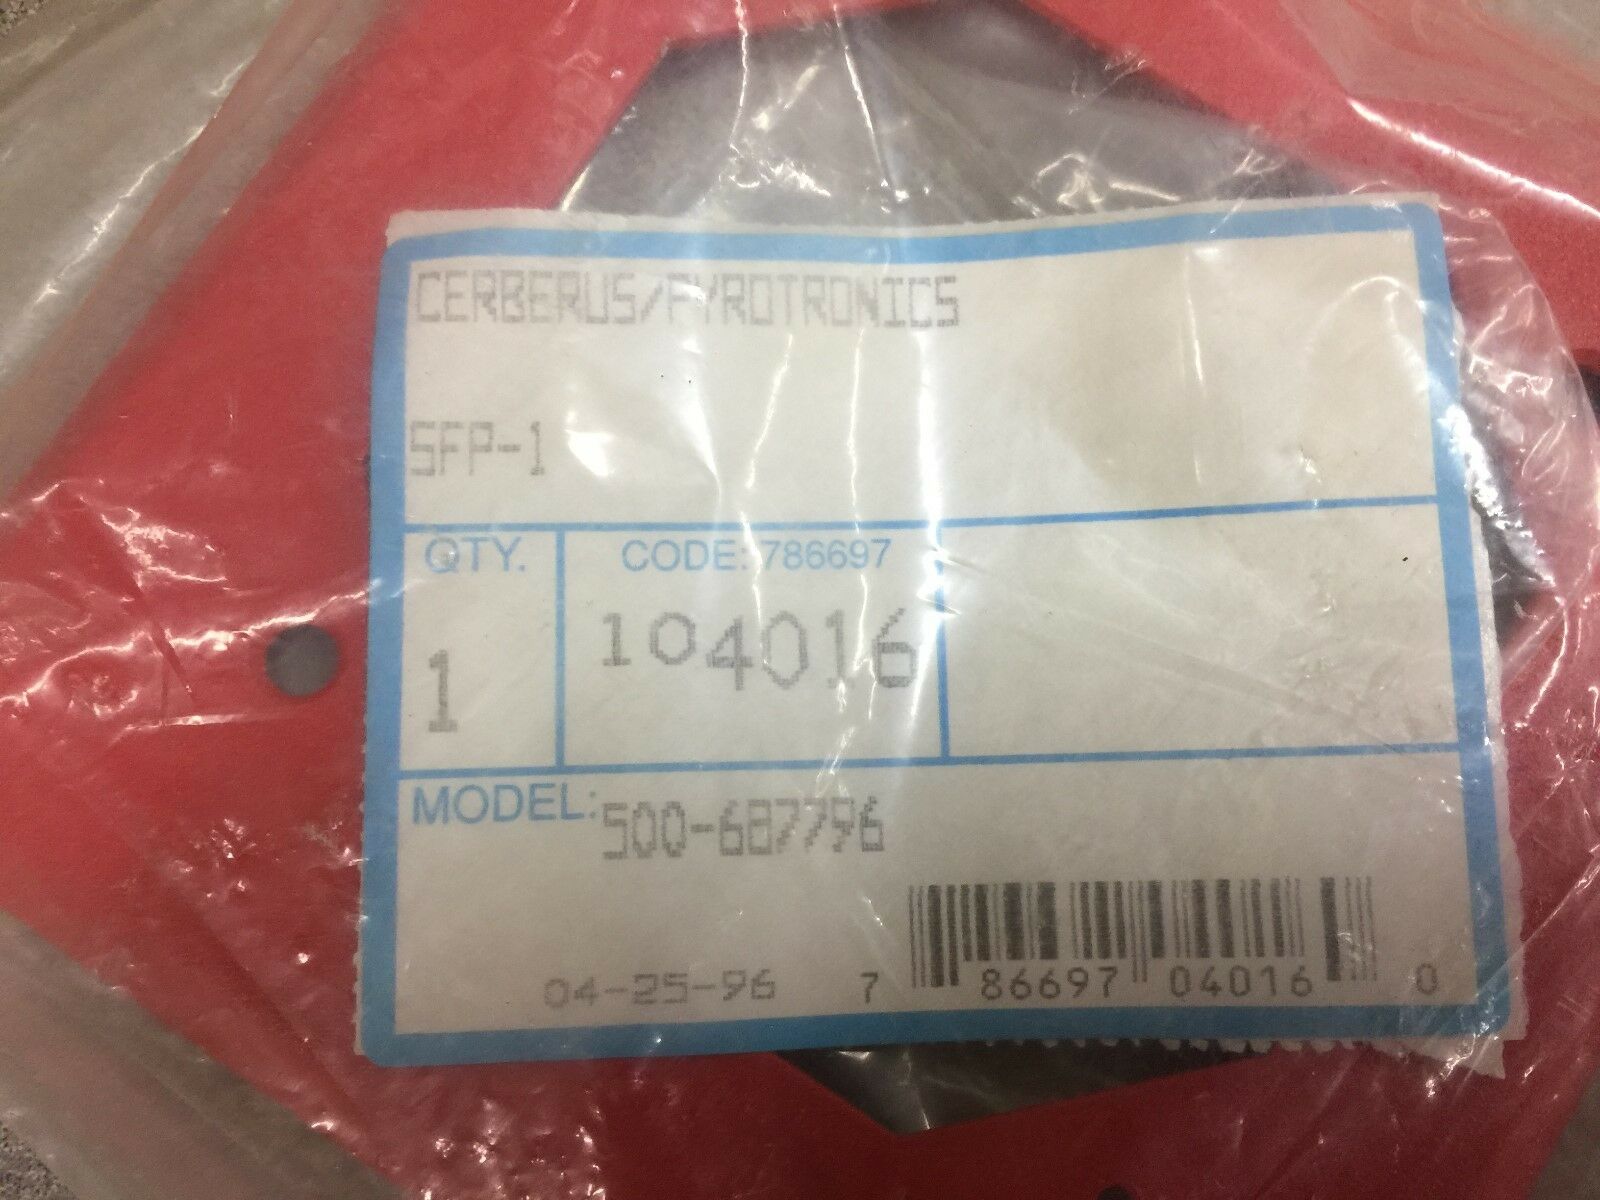 CERBERUS/PYROTRONICS
SFP-1
QTY.
1
CODE: 786697
104016
MODEL: 500-687796
04-25-96
7 86697 04016 0